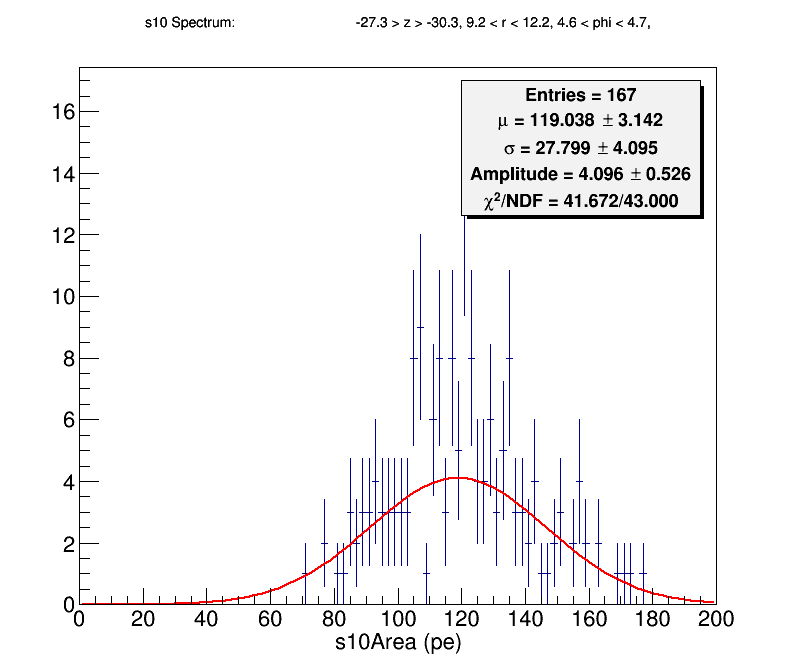 s10 Spectrum: -27.3 > z > -30.3, 9.2 < r < 12.2, 4.6 < phi < 4.7,
Entries = 167
μ = 119.038 ± 3.142
σ = 27.799 ± 4.095
Amplitude = 4.096 ± 0.526
χ²/NDF = 41.672/43.000
16
14
12
10
8
6
4
2
0
0 20 40 60 80 100 120 140 160 180 200
s10Area (pe)